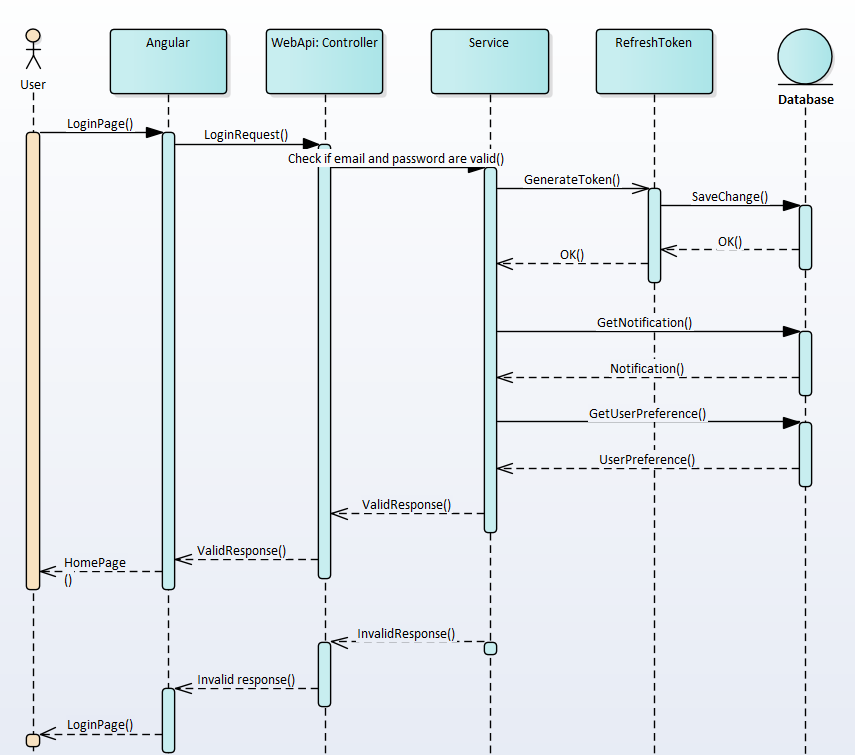 Angular
WebApi: Controller
Service
RefreshToken
User
Database
LoginPage()
LoginRequest()
Check if email and password are valid()
GenerateToken()
SaveChange()
OK()
OK()
GetNotification()
Notification()
GetUserPreference()
UserPreference()
ValidResponse()
ValidResponse()
HomePage
()
InvalidResponse()
Invalid response()
LoginPage()